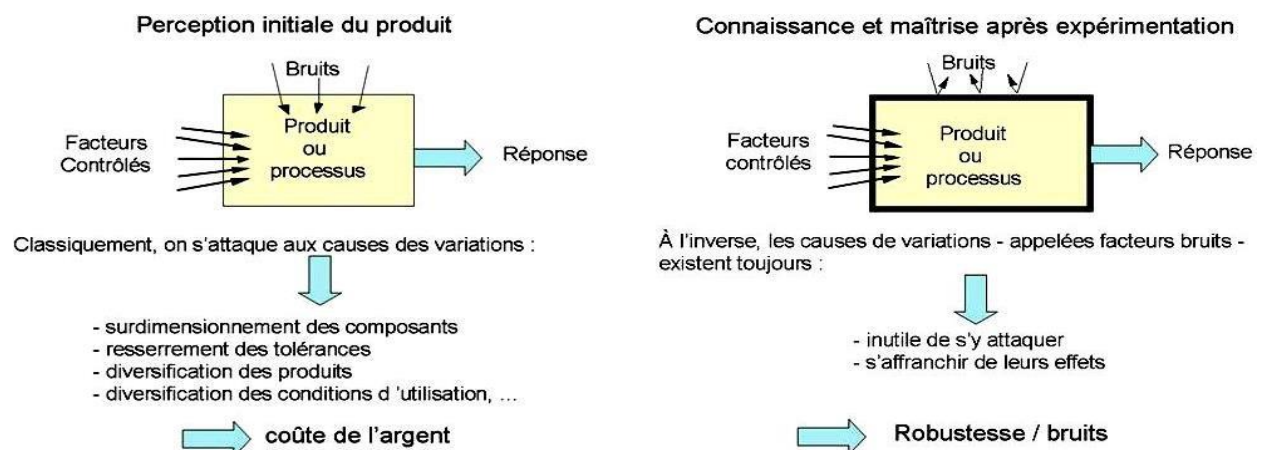 Perception initiale du produit
Bruits
Facteurs
Contrôlés
Produit
ou
processus
Réponse
Classiquement, on s'attaque aux causes des variations :
- surdimensionnement des composants
- resserrement des tolérances
- diversification des produits
- diversification des conditions d 'utilisation, ...
coûte de l'argent
Connaissance et maîtrise après expérimentation
Bruits
Facteurs
contrôlés
Produit
ou
processus
Réponse
À l'inverse, les causes de variations - appelées facteurs bruits -
existent toujours :
- inutile de s'y attaquer
- s'affranchir de leurs effets
Robustesse / bruits